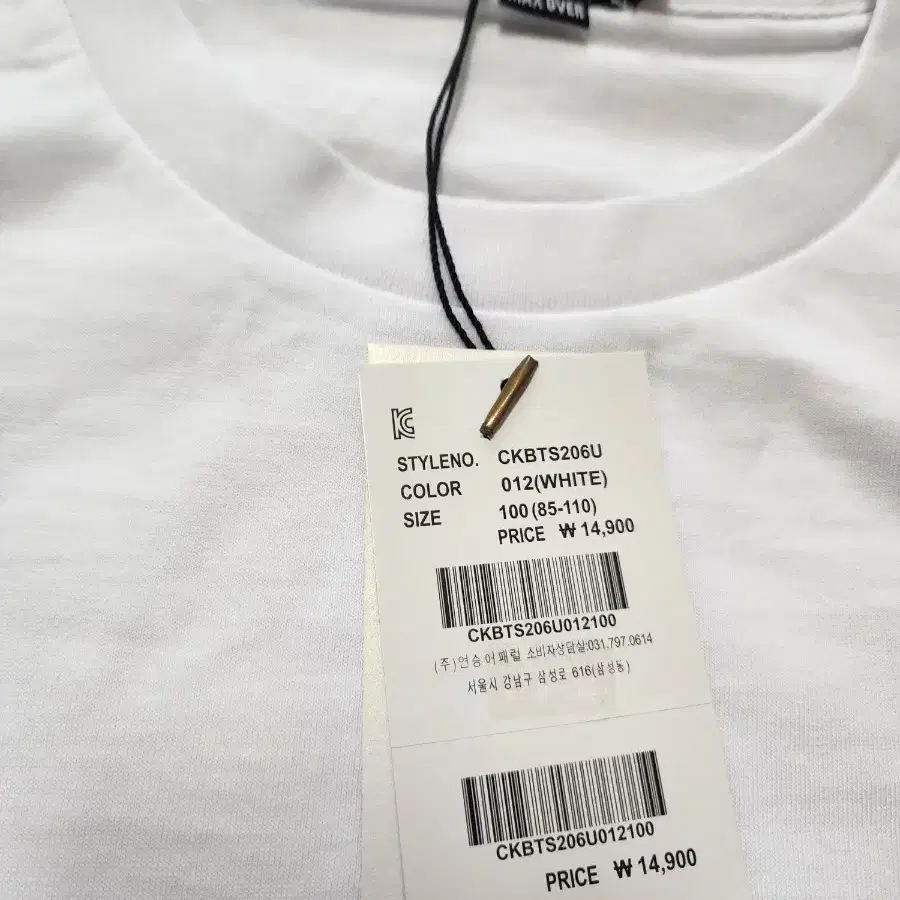 OVER
STYLENO. CKBTS206U
COLOR 012(WHITE)
SIZE 100 (85-110)
PRICE ₩ 14,900
CKBTS206U012100
(주)연승어패럴 소비자상담실:031.797.0614
서울시 강남구 삼성로 616(삼성동)
CKBTS206U012100
PRICE ₩ 14,900